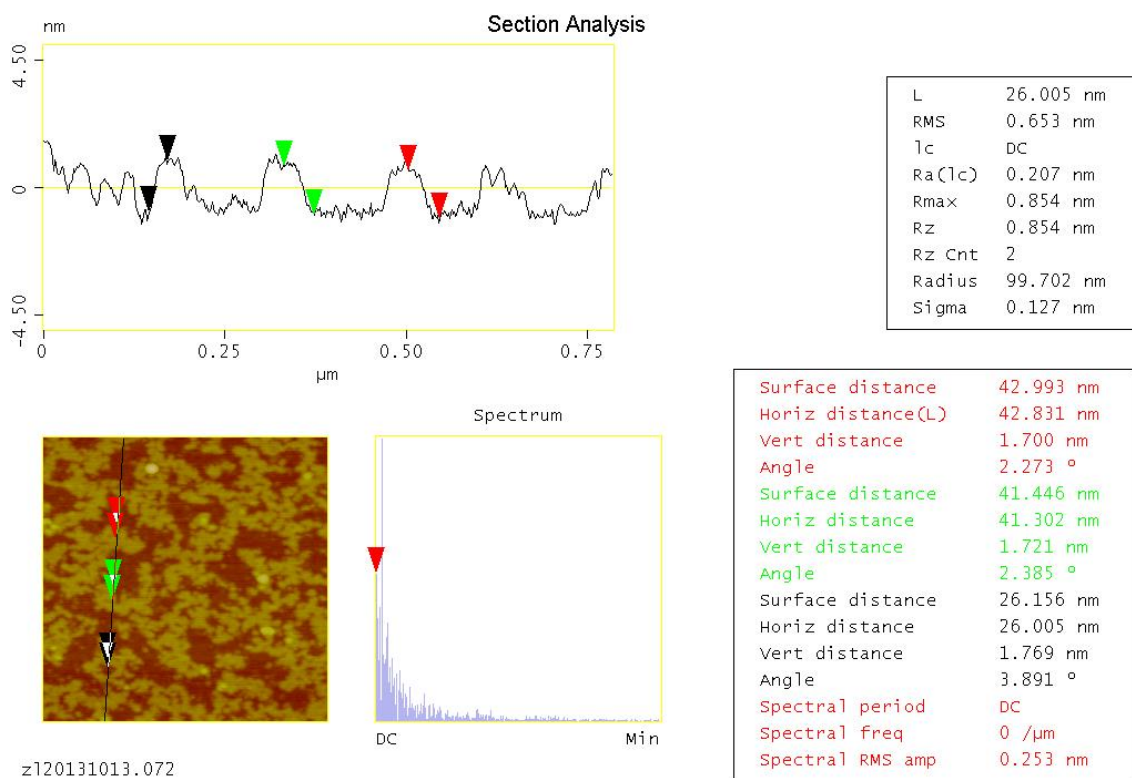 Section Analysis
nm
4.50
0
-4.50
0 0.25 0.50 0.75
µm
L 26.005 nm
RMS 0.653 nm
lc DC
Ra(lc) 0.207 nm
Rmax 0.854 nm
Rz 0.854 nm
Rz Cnt 2
Radius 99.702 nm
Sigma 0.127 nm
Spectrum
DC Min
Surface distance 42.993 nm
Horiz distance(L) 42.831 nm
Vert distance 1.700 nm
Angle 2.273 º
Surface distance 41.446 nm
Horiz distance 41.302 nm
Vert distance 1.721 nm
Angle 2.385 º
Surface distance 26.156 nm
Horiz distance 26.005 nm
Vert distance 1.769 nm
Angle 3.891 º
Spectral period DC
Spectral freq 0 /µm
Spectral RMS amp 0.253 nm
zl20131013.072